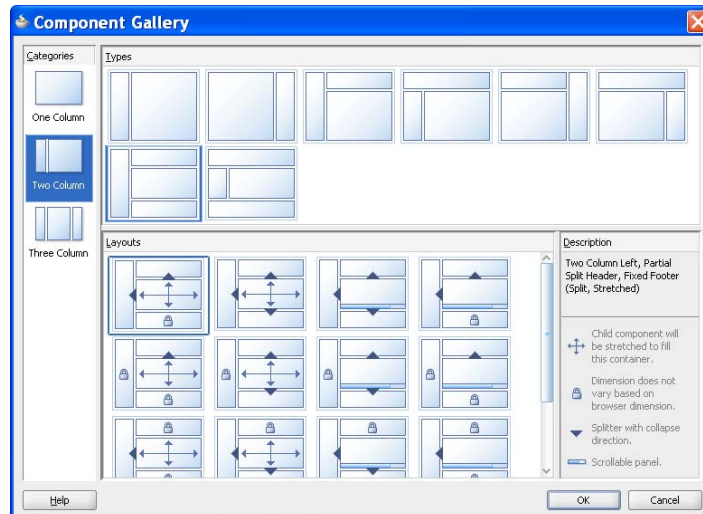 Component Gallery
Categories
One Column
Two Column
Three Column
Types
Layouts
Description
Two Column Left, Partial
Split Header, Fixed Footer
(Split, Stretched)
Child component will
be stretched to fill
this container.
Dimension does not
vary based on
browser dimension.
Splitter with collapse
direction.
Scrollable panel.
Help
OK
Cancel